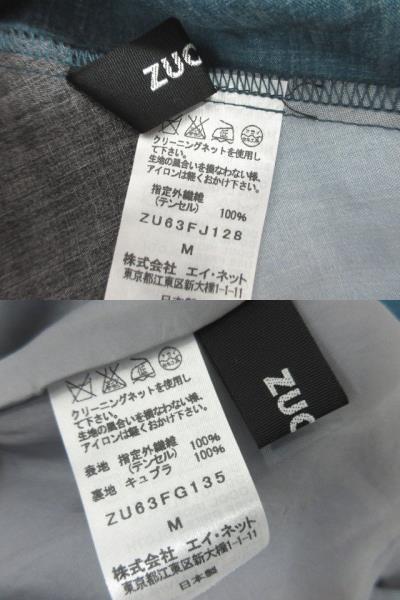 ZUC
クリーニングネットを使用し
て下さい。
生地の風合いを損なわない様、
アイロンは軽くおかけ下さい。
指定外繊維
(テンセル) 100%
ZU63FJ128
M
株式会社 エイ・ネット
東京都江東区新大橋1-1-11
日本製
ZUC
クリーニングネットを使用し
て下さい。
生地の風合いを損なわない様、
アイロンは軽くおかけ下さい。
表地 指定外繊維 100%
(テンセル) 100%
裏地 キュプラ
ZU63FG135
M
株式会社 エイ・ネット
東京都江東区新大橋1-1-11
日本製